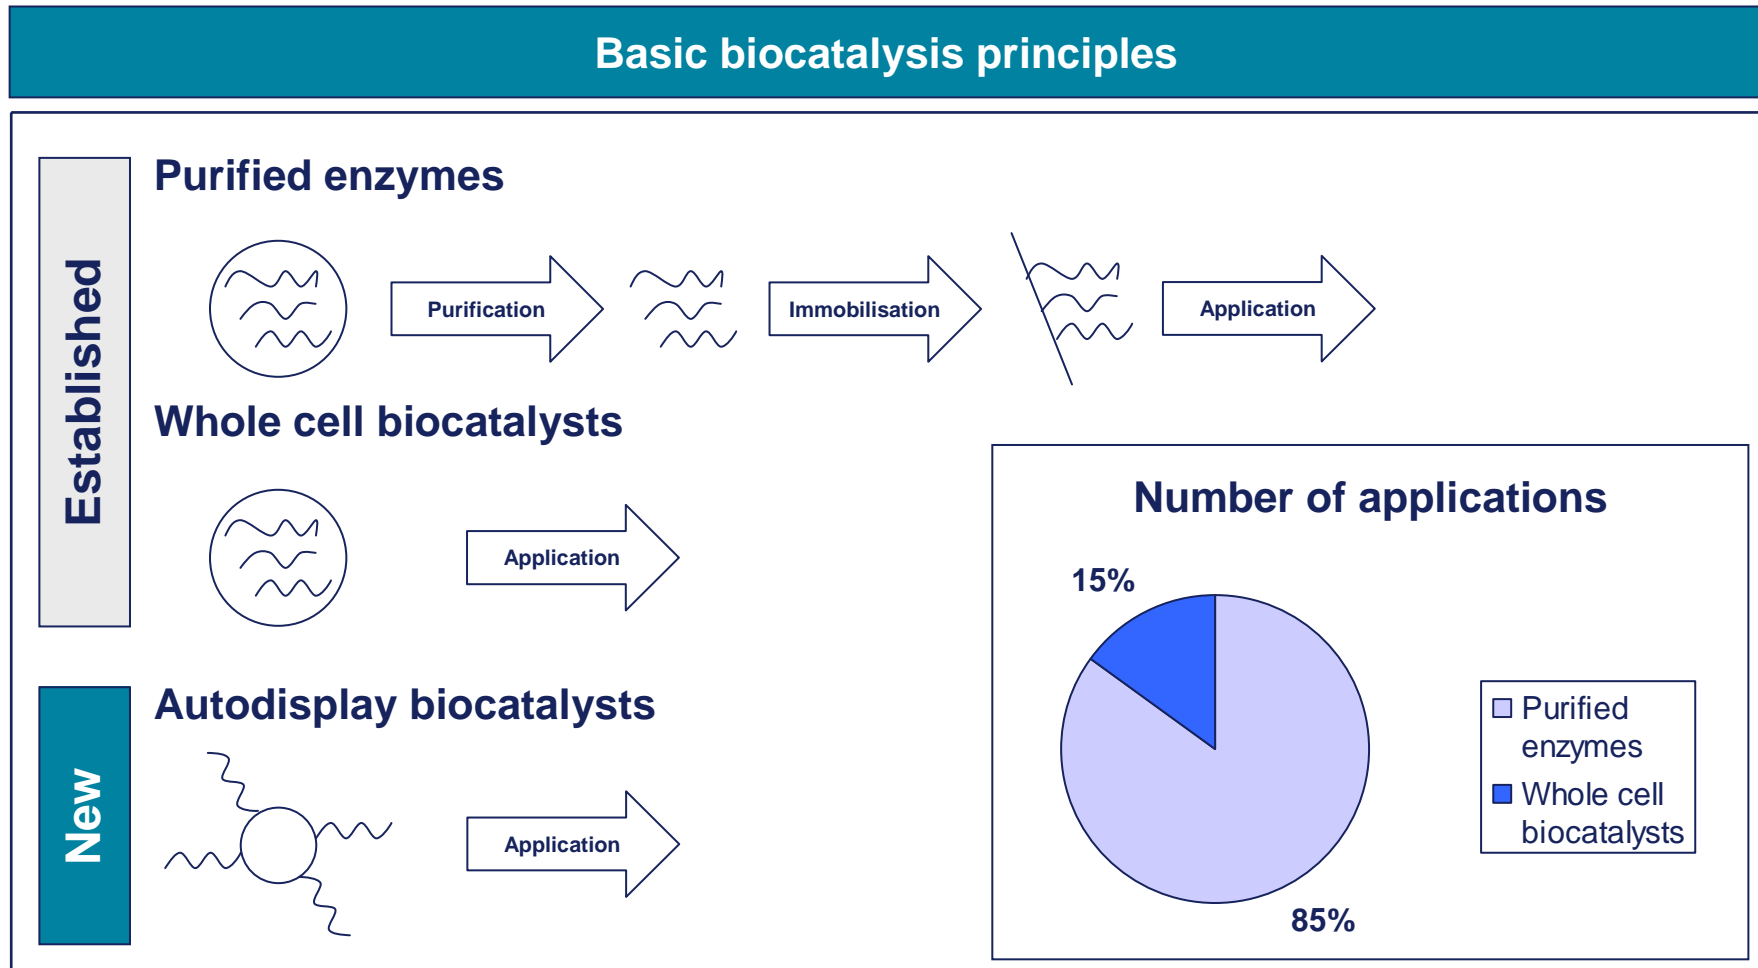 Basic biocatalysis principles
Established
Purified enzymes
Purification
Immobilisation
Application
Whole cell biocatalysts
Application
New
Autodisplay biocatalysts
Application
Number of applications
15%
85%
Purified
enzymes
Whole cell
biocatalysts